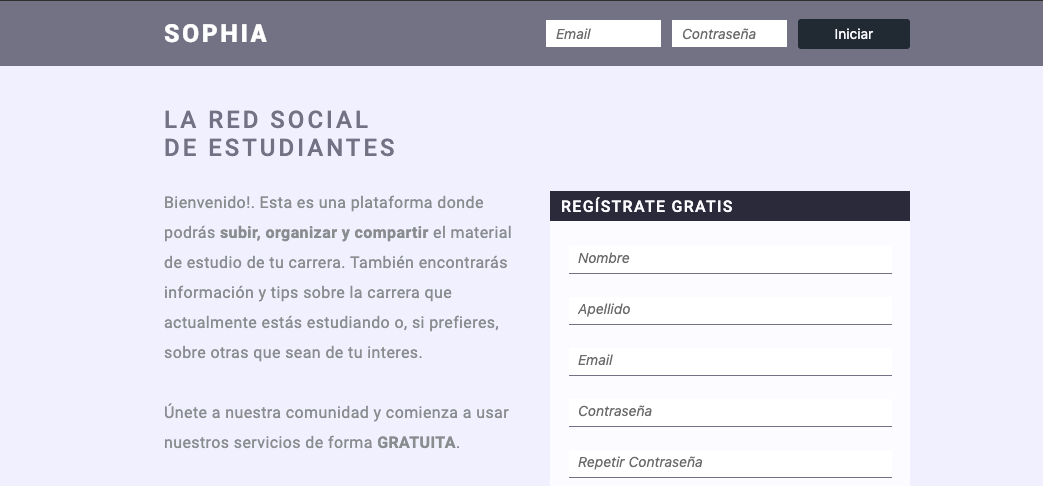 SOPHIA
Email
Contraseña
Iniciar
LA RED SOCIAL
DE ESTUDIANTES
Bienvenido!. Esta es una plataforma donde
podrás subir, organizar y compartir el material
de estudio de tu carrera. También encontrarás
información y tips sobre la carrera que
actualmente estás estudiando o, si prefieres,
sobre otras que sean de tu interes.
Únete a nuestra comunidad y comienza a usar
nuestros servicios de forma GRATUITA.
REGÍSTRATE GRATIS
Nombre
Apellido
Email
Contraseña
Repetir Contraseña